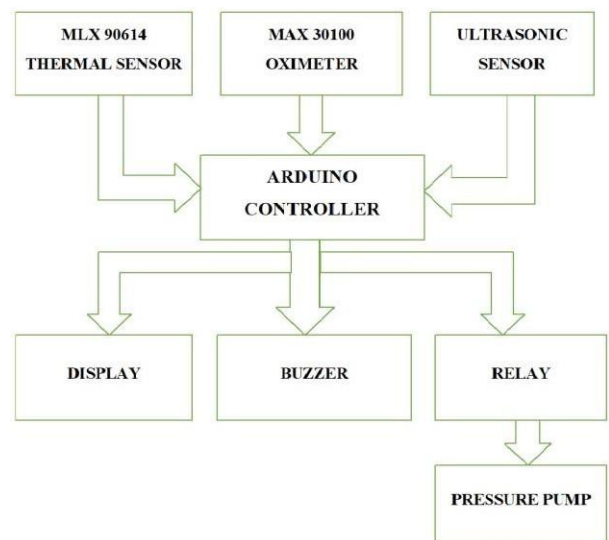 MLX 90614
THERMAL SENSOR
MAX 30100
OXIMETER
ULTRASONIC
SENSOR
ARDUINO
CONTROLLER
DISPLAY
BUZZER
RELAY
PRESSURE PUMP